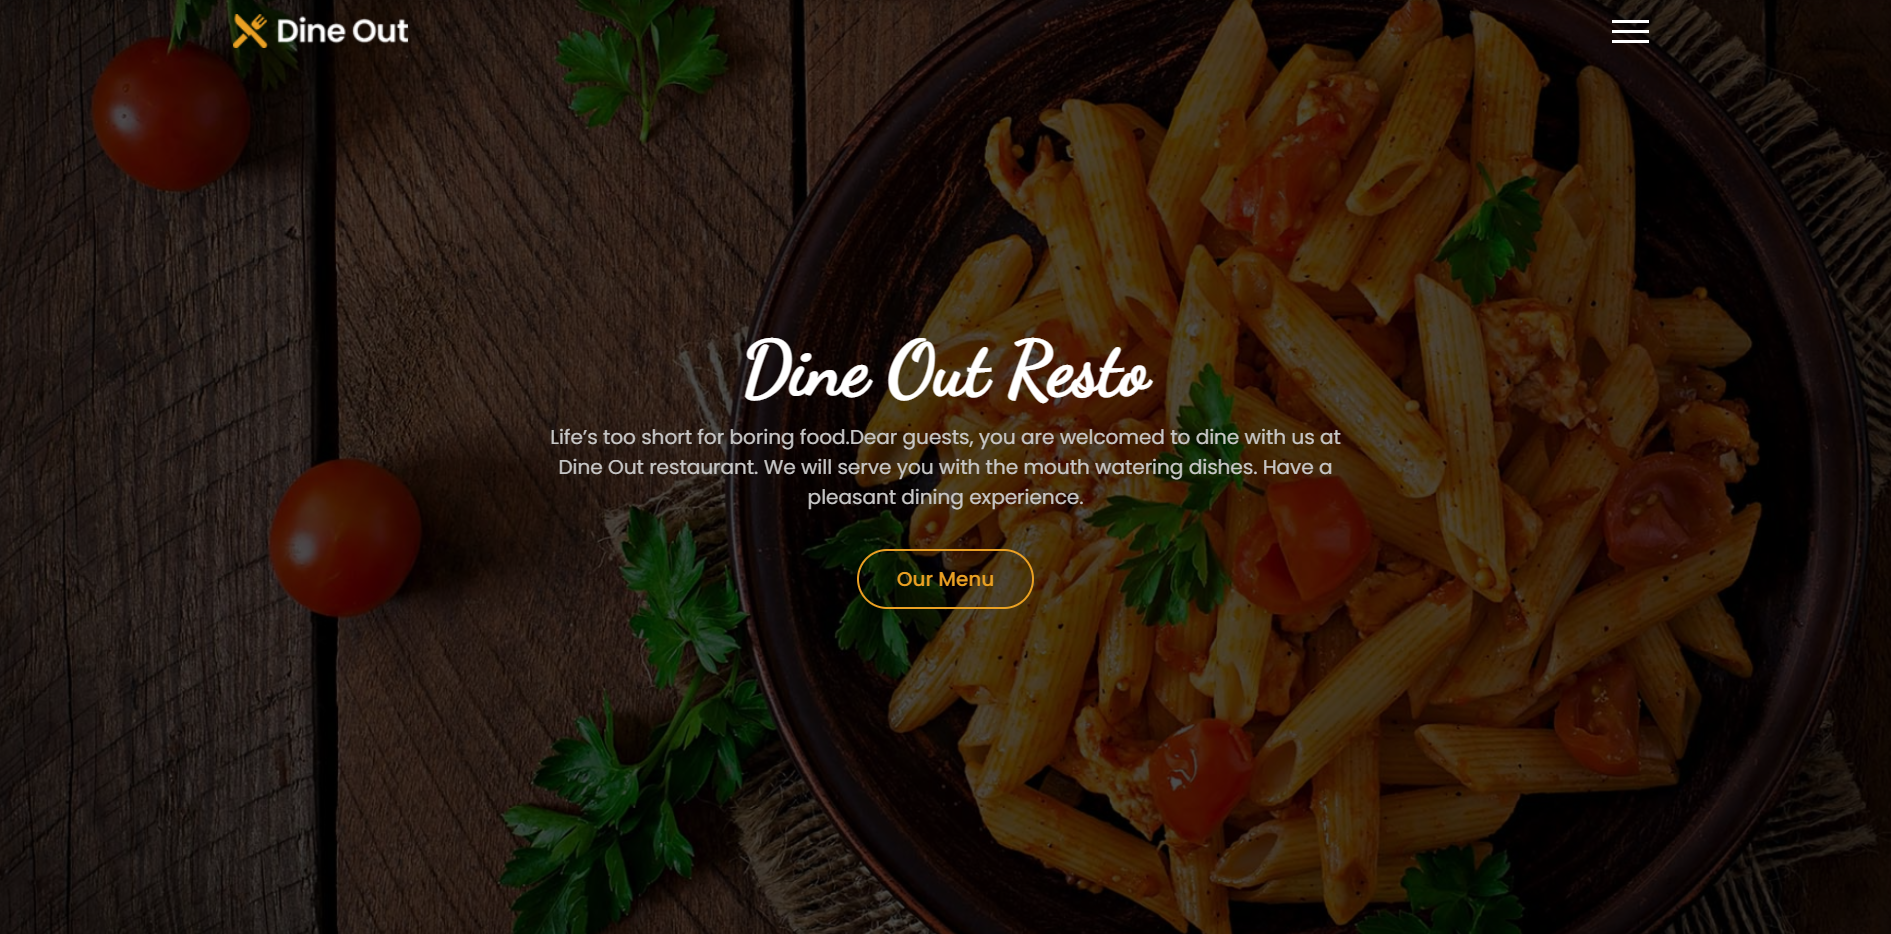 Dine Out
Dine Out Resto
Life’s too short for boring food.Dear guests, you are welcomed to dine with us at
Dine Out restaurant. We will serve you with the mouth watering dishes. Have a
pleasant dining experience.
Our Menu